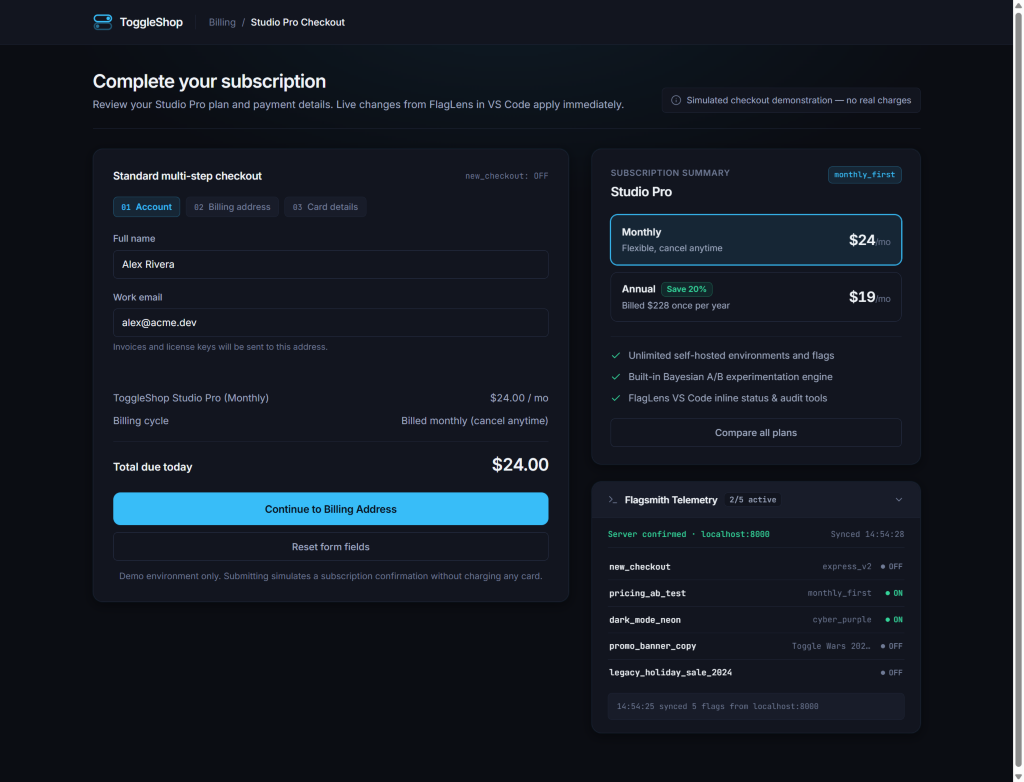 ToggleShop
Billing / Studio Pro Checkout
Complete your subscription
Review your Studio Pro plan and payment details. Live changes from FlagLens in VS Code apply immediately.
Simulated checkout demonstration — no real charges
Standard multi-step checkout
new_checkout: OFF
01 Account
02 Billing address
03 Card details
Full name
Alex Rivera
Work email
alex@acme.dev
Invoices and license keys will be sent to this address.
ToggleShop Studio Pro (Monthly)
$24.00 / mo
Billing cycle
Billed monthly (cancel anytime)
Total due today
$24.00
Continue to Billing Address
Reset form fields
Demo environment only. Submitting simulates a subscription confirmation without charging any card.
SUBSCRIPTION SUMMARY
Studio Pro
monthly_first
Monthly
Flexible, cancel anytime
$24/mo
Annual Save 20%
Billed $228 once per year
$19/mo
Unlimited self-hosted environments and flags
Built-in Bayesian A/B experimentation engine
FlagLens VS Code inline status & audit tools
Compare all plans
Flagsmith Telemetry 2/5 active
Server confirmed · localhost:8000
Synced 14:54:28
new_checkout express_v2 OFF
pricing_ab_test monthly_first ON
dark_mode_neon cyber_purple ON
promo_banner_copy Toggle Wars 202… OFF
legacy_holiday_sale_2024 OFF
14:54:25 synced 5 flags from localhost:8000